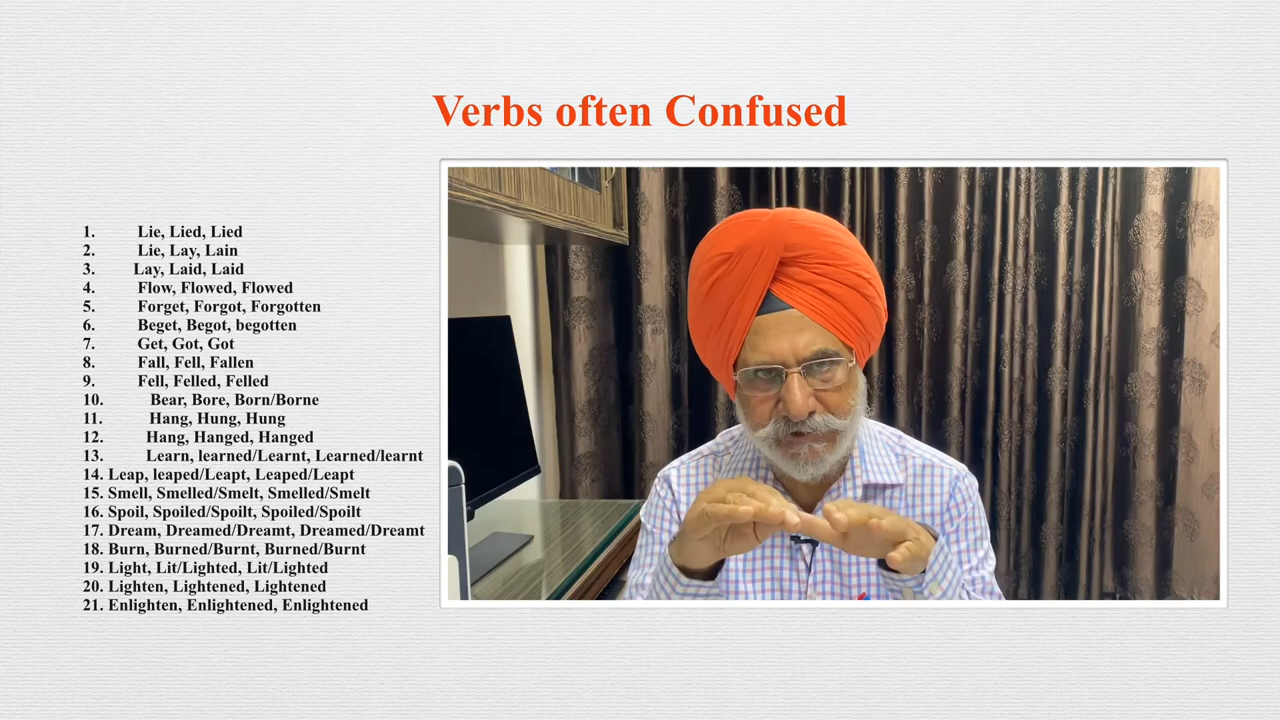 Verbs often Confused
1. Lie, Lied, Lied
2. Lie, Lay, Lain
3. Lay, Laid, Laid
4. Flow, Flowed, Flowed
5. Forget, Forgot, Forgotten
6. Beget, Begot, begotten
7. Get, Got, Got
8. Fall, Fell, Fallen
9. Fell, Felled, Felled
10. Bear, Bore, Born/Borne
11. Hang, Hung, Hung
12. Hang, Hanged, Hanged
13. Learn, learned/Learnt, Learned/learnt
14. Leap, leaped/Leapt, Leaped/Leapt
15. Smell, Smelled/Smelt, Smelled/Smelt
16. Spoil, Spoiled/Spoilt, Spoiled/Spoilt
17. Dream, Dreamed/Dreamt, Dreamed/Dreamt
18. Burn, Burned/Burnt, Burned/Burnt
19. Light, Lit/Lighted, Lit/Lighted
20. Lighten, Lightened, Lightened
21. Enlighten, Enlightened, Enlightened